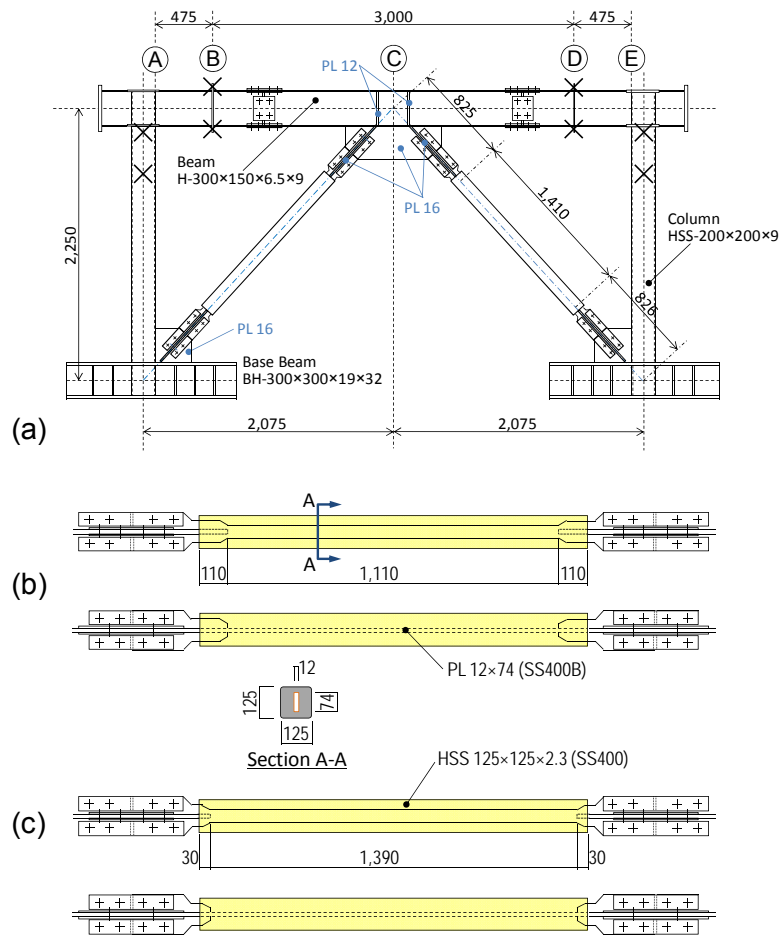 475
3,000
475
A
B
C
D
E
PL 12
825
Beam
H-300×150×6.5×9
PL 16
1,410
Column
HSS-200×200×9
2,250
826
PL 16
Base Beam
BH-300×300×19×32
(a)
2,075
2,075
A
A
110
1,110
110
(b)
12
PL 12×74 (SS400B)
125
74
125
Section A-A
HSS 125×125×2.3 (SS400)
(c)
30
1,390
30